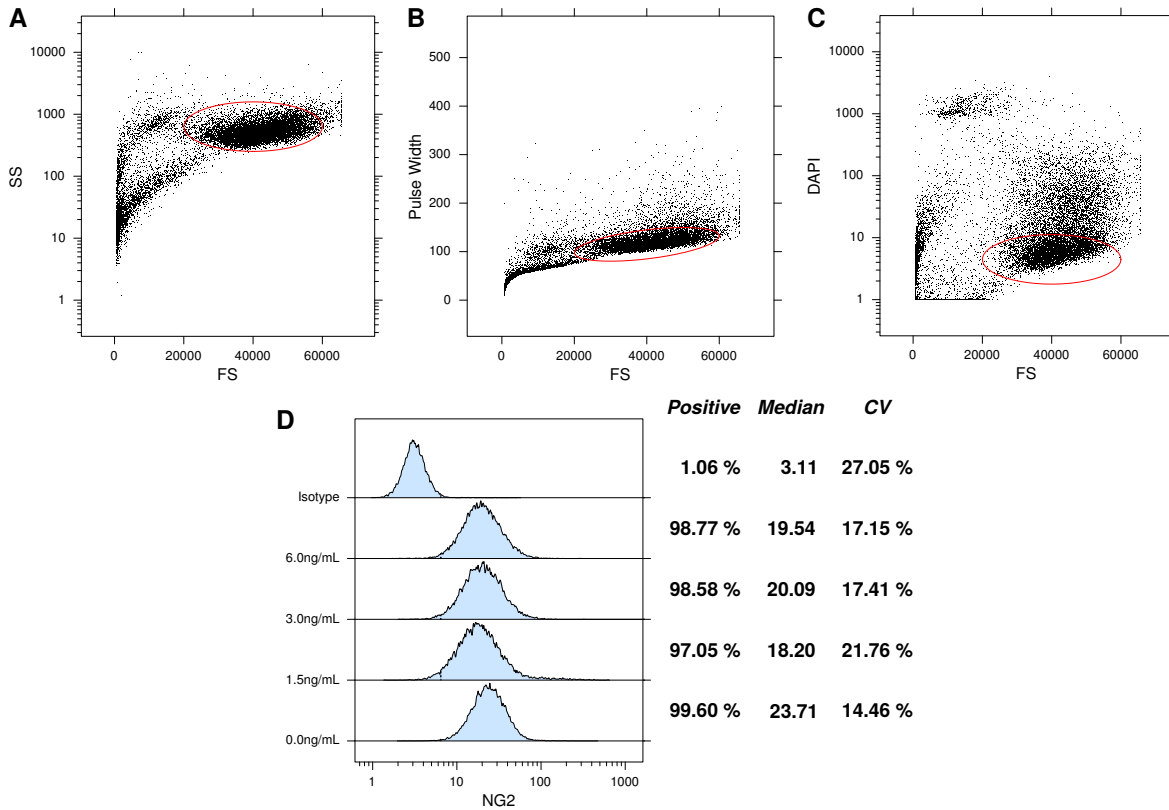 A
SS
10000
1000
100
10
1
0 20000 40000 60000
FS
B
Pulse Width
500
400
300
200
100
0
0 20000 40000 60000
FS
C
DAPI
10000
1000
100
10
1
0 20000 40000 60000
FS
D
Positive Median CV
Isotype 1.06 % 3.11 27.05 %
6.0ng/mL 98.77 % 19.54 17.15 %
3.0ng/mL 98.58 % 20.09 17.41 %
1.5ng/mL 97.05 % 18.20 21.76 %
0.0ng/mL 99.60 % 23.71 14.46 %
1 10 100 1000
NG2